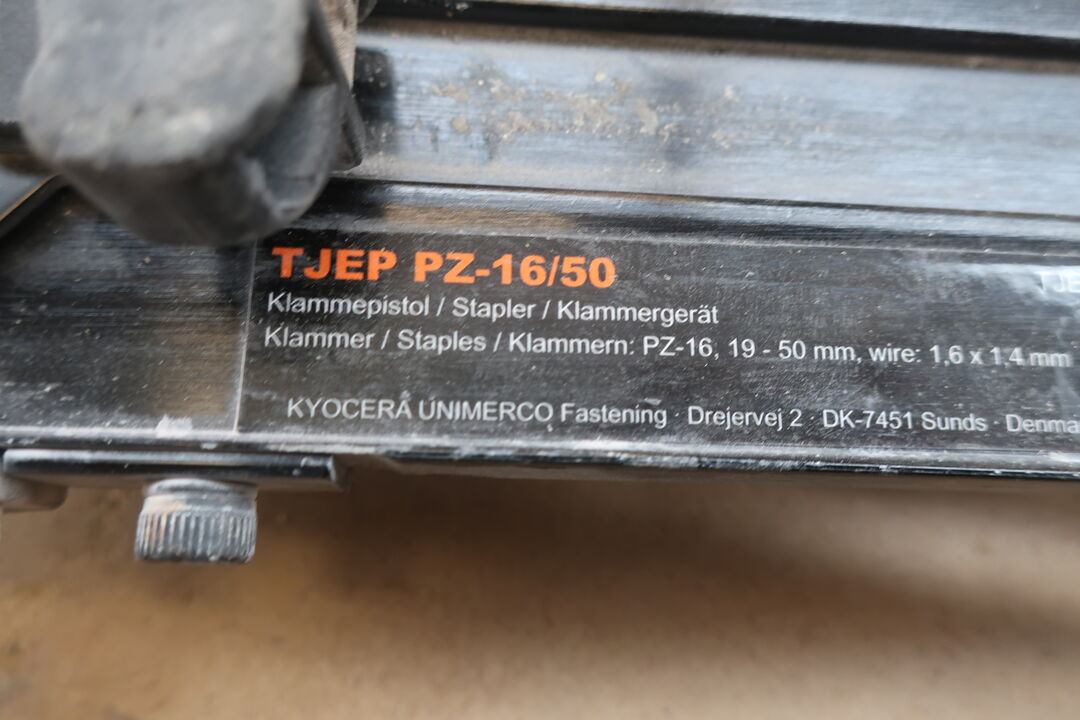 TJEP PZ-16/50
Klammepistol / Stapler / Klammergerät
Klammer / Staples / Klammern: PZ-16, 19 - 50 mm, wire: 1,6 x 1,4 mm
KYOCERA UNIMERCO Fastening · Drejervej 2 · DK-7451 Sunds ·